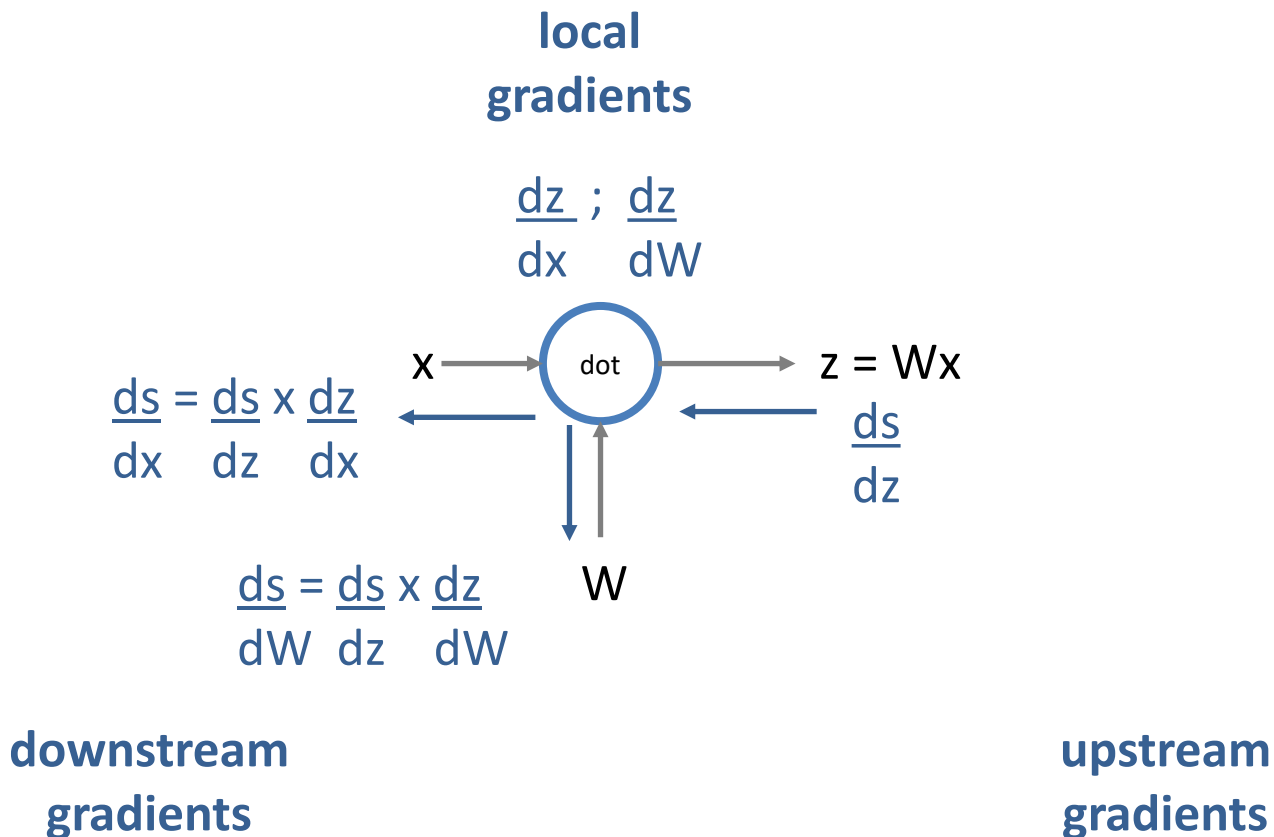 local
gradients
dz ; dz
dx dW
x
dot
z = Wx
ds = ds x dz
dx dz dx
ds
dz
W
ds = ds x dz
dW dz dW
downstream
gradients
upstream
gradients